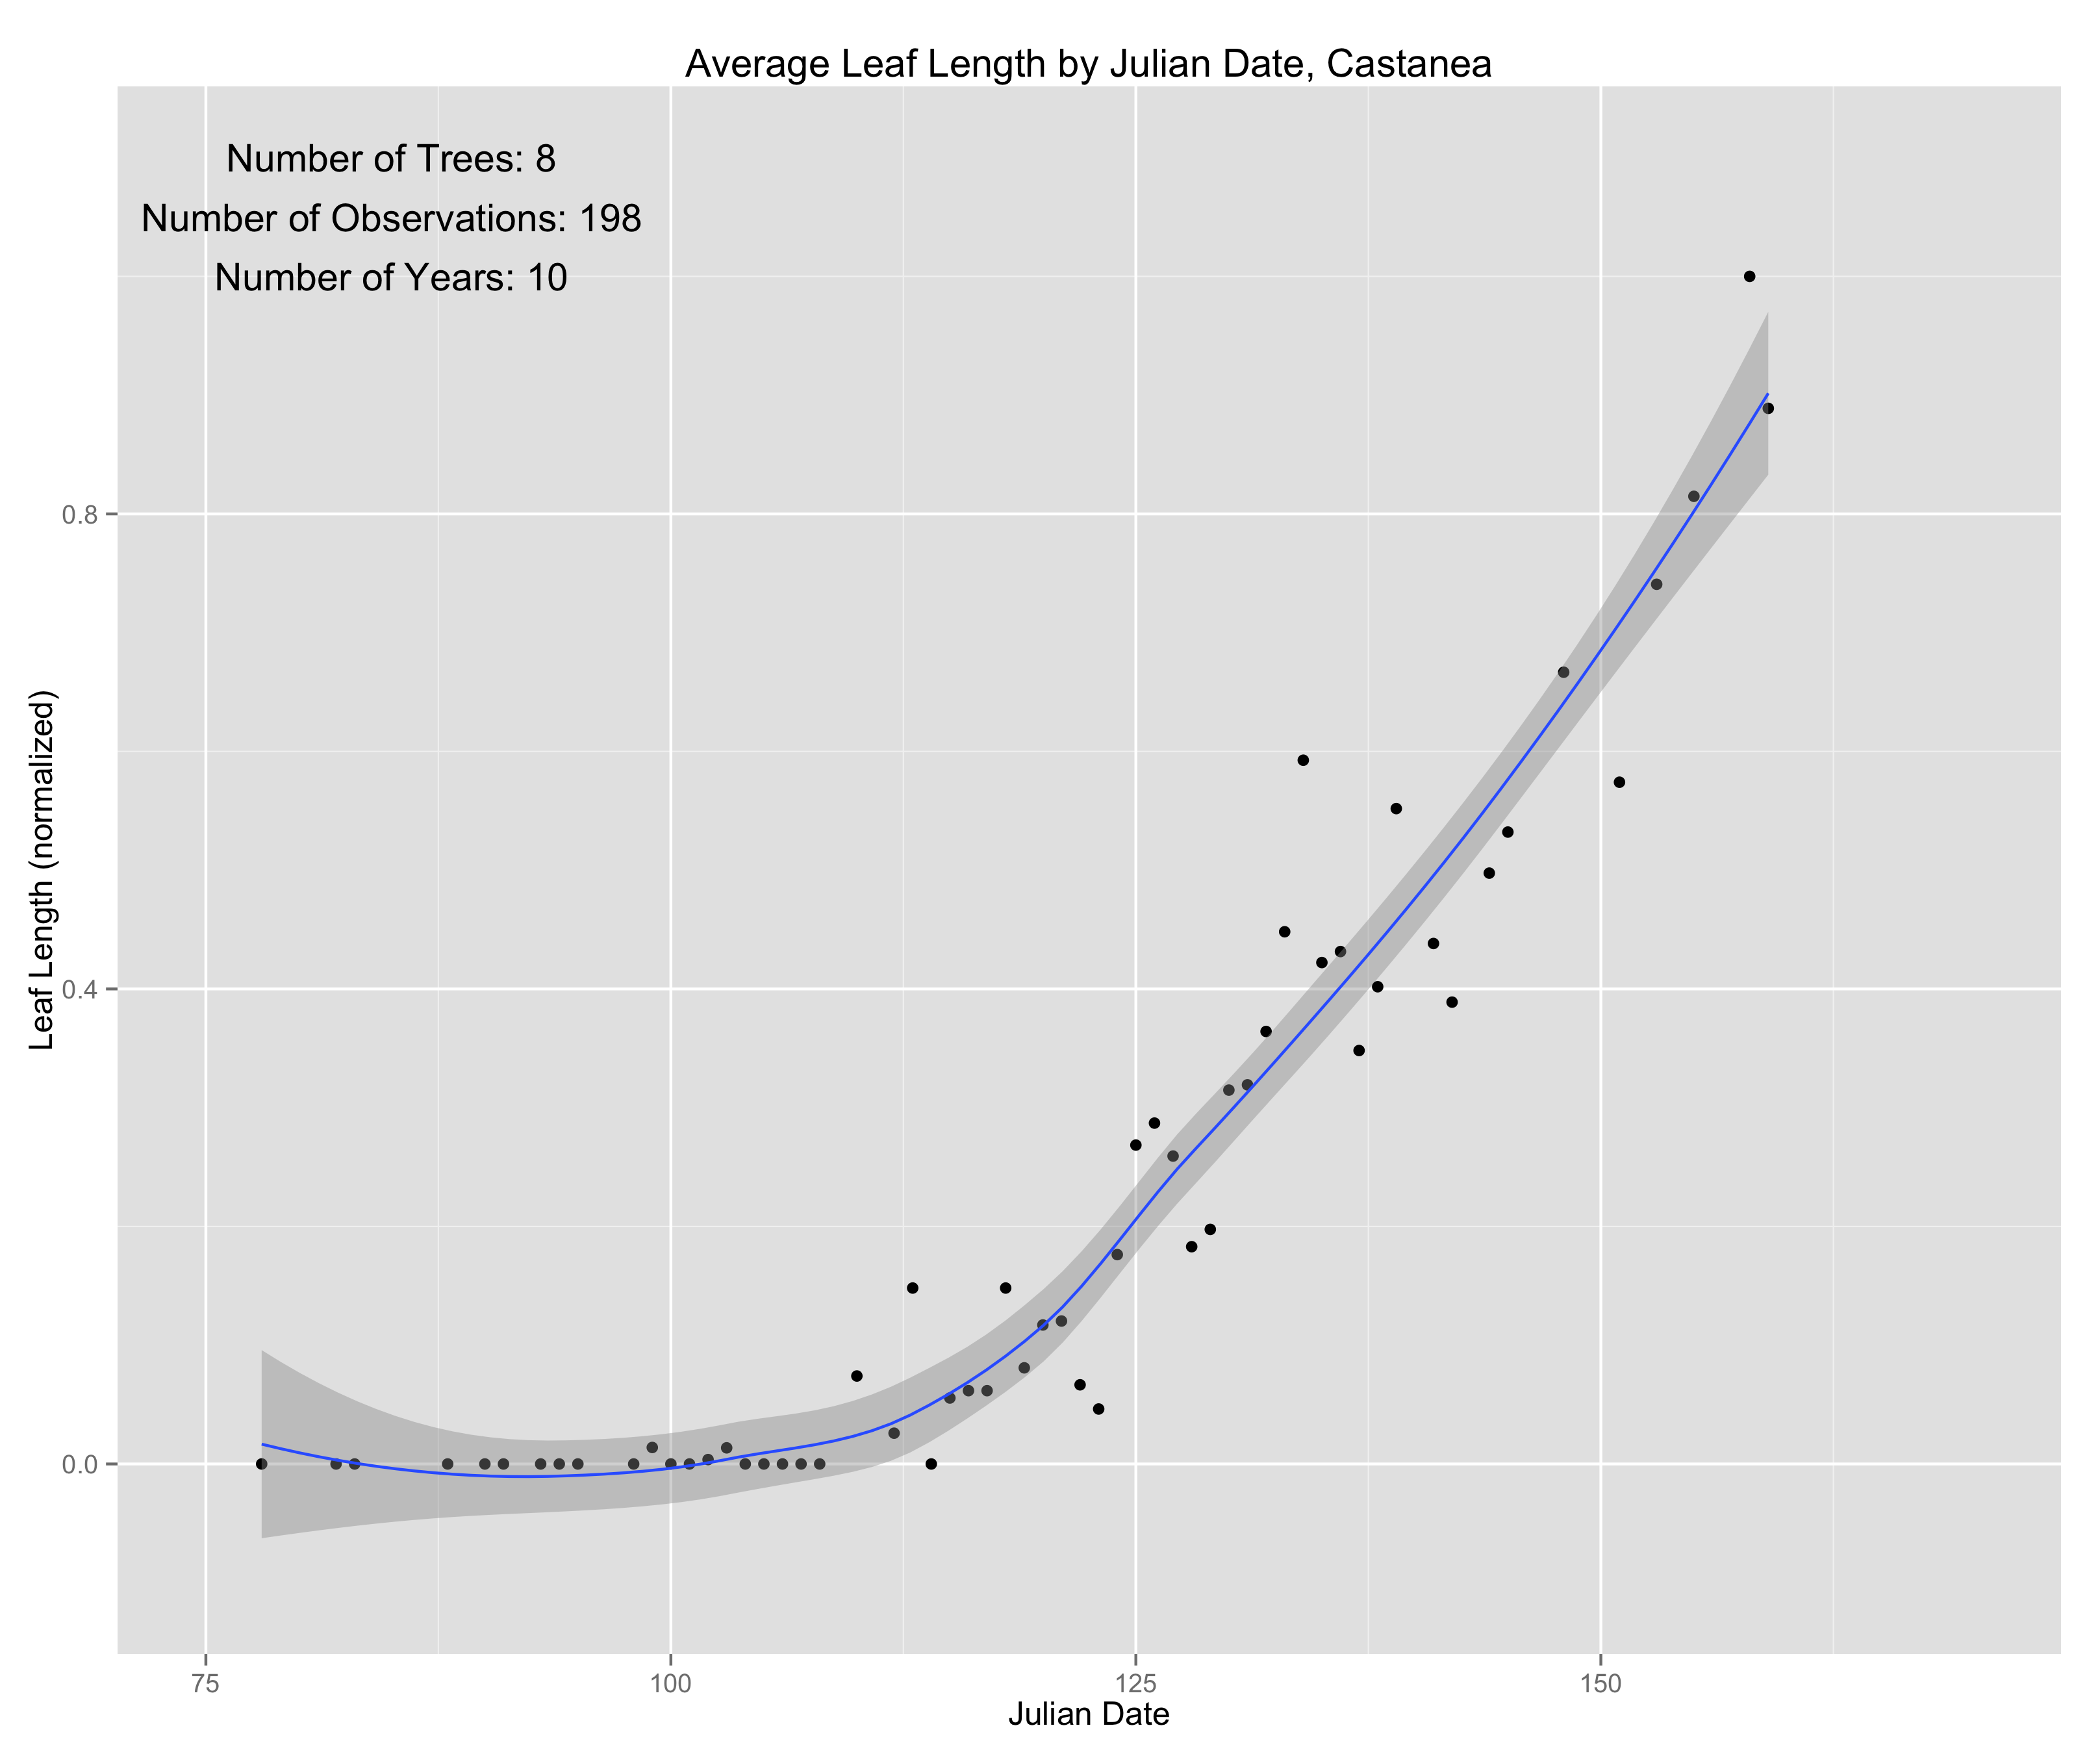 Average Leaf Length by Julian Date, Castanea
Number of Trees: 8
Number of Observations: 198
Number of Years: 10
Leaf Length (normalized)
0.8
0.4
0.0
75 100 125 150
Julian Date